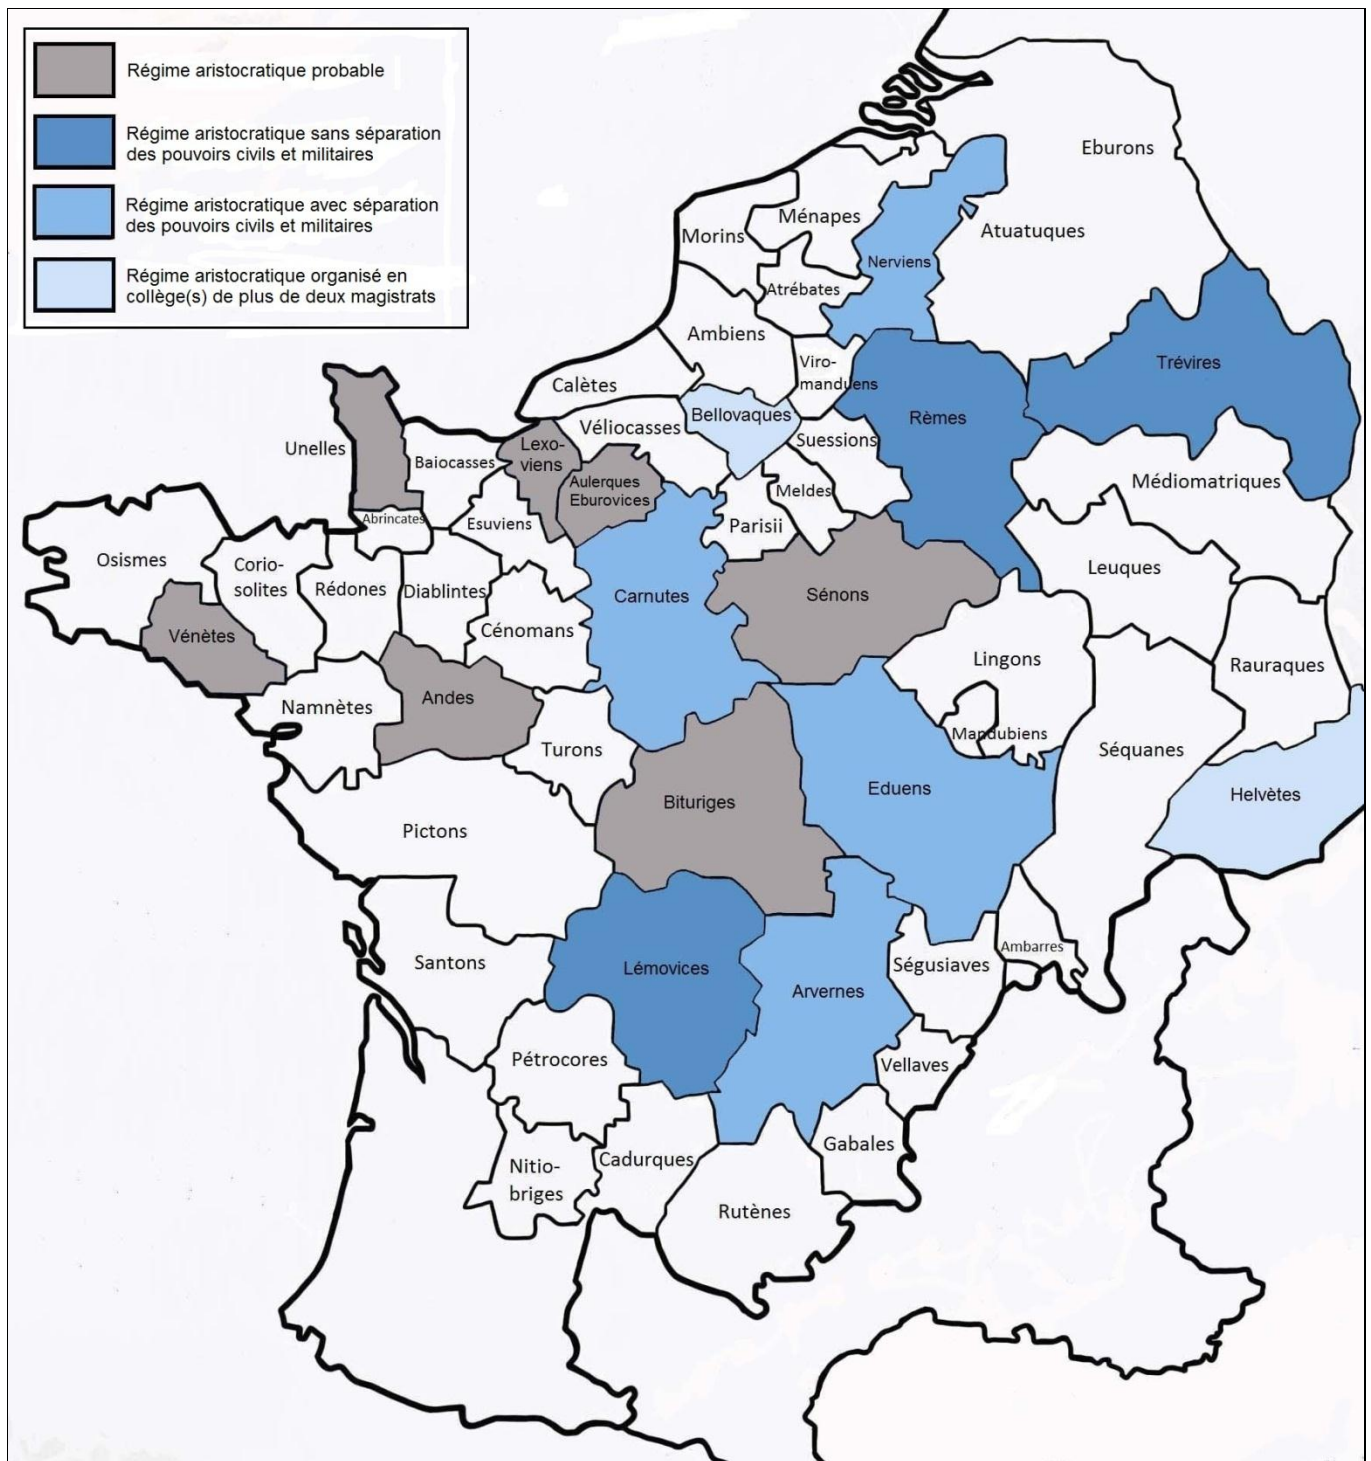 Régime aristocratique probable
Régime aristocratique sans séparation
des pouvoirs civils et militaires
Régime aristocratique avec séparation
des pouvoirs civils et militaires
Régime aristocratique organisé en
collège(s) de plus de deux magistrats
Eburons
Ménapes
Morins
Atuatuques
Nerviens
Atrébates
Ambiens
Viro-
manduens
Trévires
Calètes
Bellovaques
Rèmes
Véliocasses
Suessions
Unelles
Lexo-
viens
Baiocasses
Aulerques
Eburovices
Médiomatriques
Meldes
Abrincates
Esuviens
Parisii
Osismes
Corio-
solites
Rédones
Diablintes
Carnutes
Sénons
Leuques
Vénètes
Cénomans
Lingons
Rauraques
Namnètes
Andes
Turons
Mandubiens
Séquanes
Bituriges
Eduens
Helvètes
Pictons
Santons
Lémovices
Arvernes
Ségusiaves
Ambarres
Pétrocores
Vellaves
Nitio-
briges
Cadurques
Gabales
Rutènes